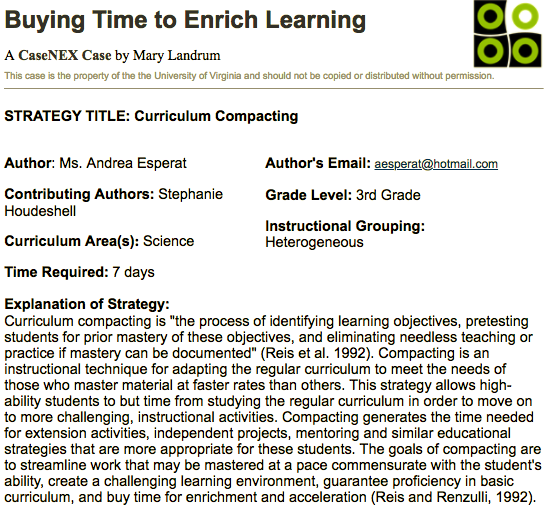 Buying Time to Enrich Learning
A CaseNEX Case by Mary Landrum
This case is the property of the the University of Virginia and should not be copied or distributed without permission.
STRATEGY TITLE: Curriculum Compacting
Author: Ms. Andrea Esperat
Contributing Authors: Stephanie
Houdeshell
Curriculum Area(s): Science
Time Required: 7 days
Author's Email: aesperat@hotmail.com
Grade Level: 3rd Grade
Instructional Grouping:
Heterogeneous
Explanation of Strategy:
Curriculum compacting is "the process of identifying learning objectives, pretesting
students for prior mastery of these objectives, and eliminating needless teaching or
practice if mastery can be documented" (Reis et al. 1992). Compacting is an
instructional technique for adapting the regular curriculum to meet the needs of
those who master material at faster rates than others. This strategy allows high-
ability students to but time from studying the regular curriculum in order to move on
to more challenging, instructional activities. Compacting generates the time needed
for extension activities, independent projects, mentoring and similar educational
strategies that are more appropriate for these students. The goals of compacting are
to streamline work that may be mastered at a pace commensurate with the student's
ability, create a challenging learning environment, guarantee proficiency in basic
curriculum, and buy time for enrichment and acceleration (Reis and Renzulli, 1992).